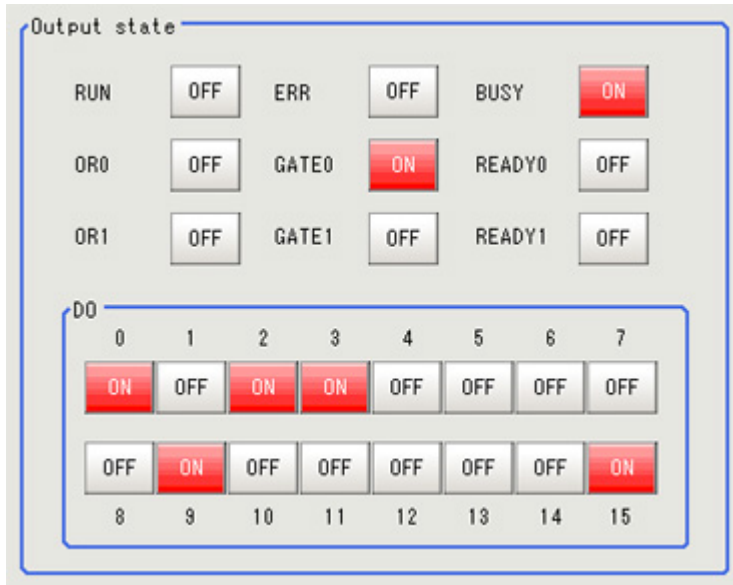 Output state
RUN OFF ERR OFF BUSY ON
OR0 OFF GATE0 ON READY0 OFF
OR1 OFF GATE1 OFF READY1 OFF
DO
0 1 2 3 4 5 6 7
ON OFF ON ON OFF OFF OFF OFF
OFF ON OFF OFF OFF OFF OFF ON
8 9 10 11 12 13 14 15